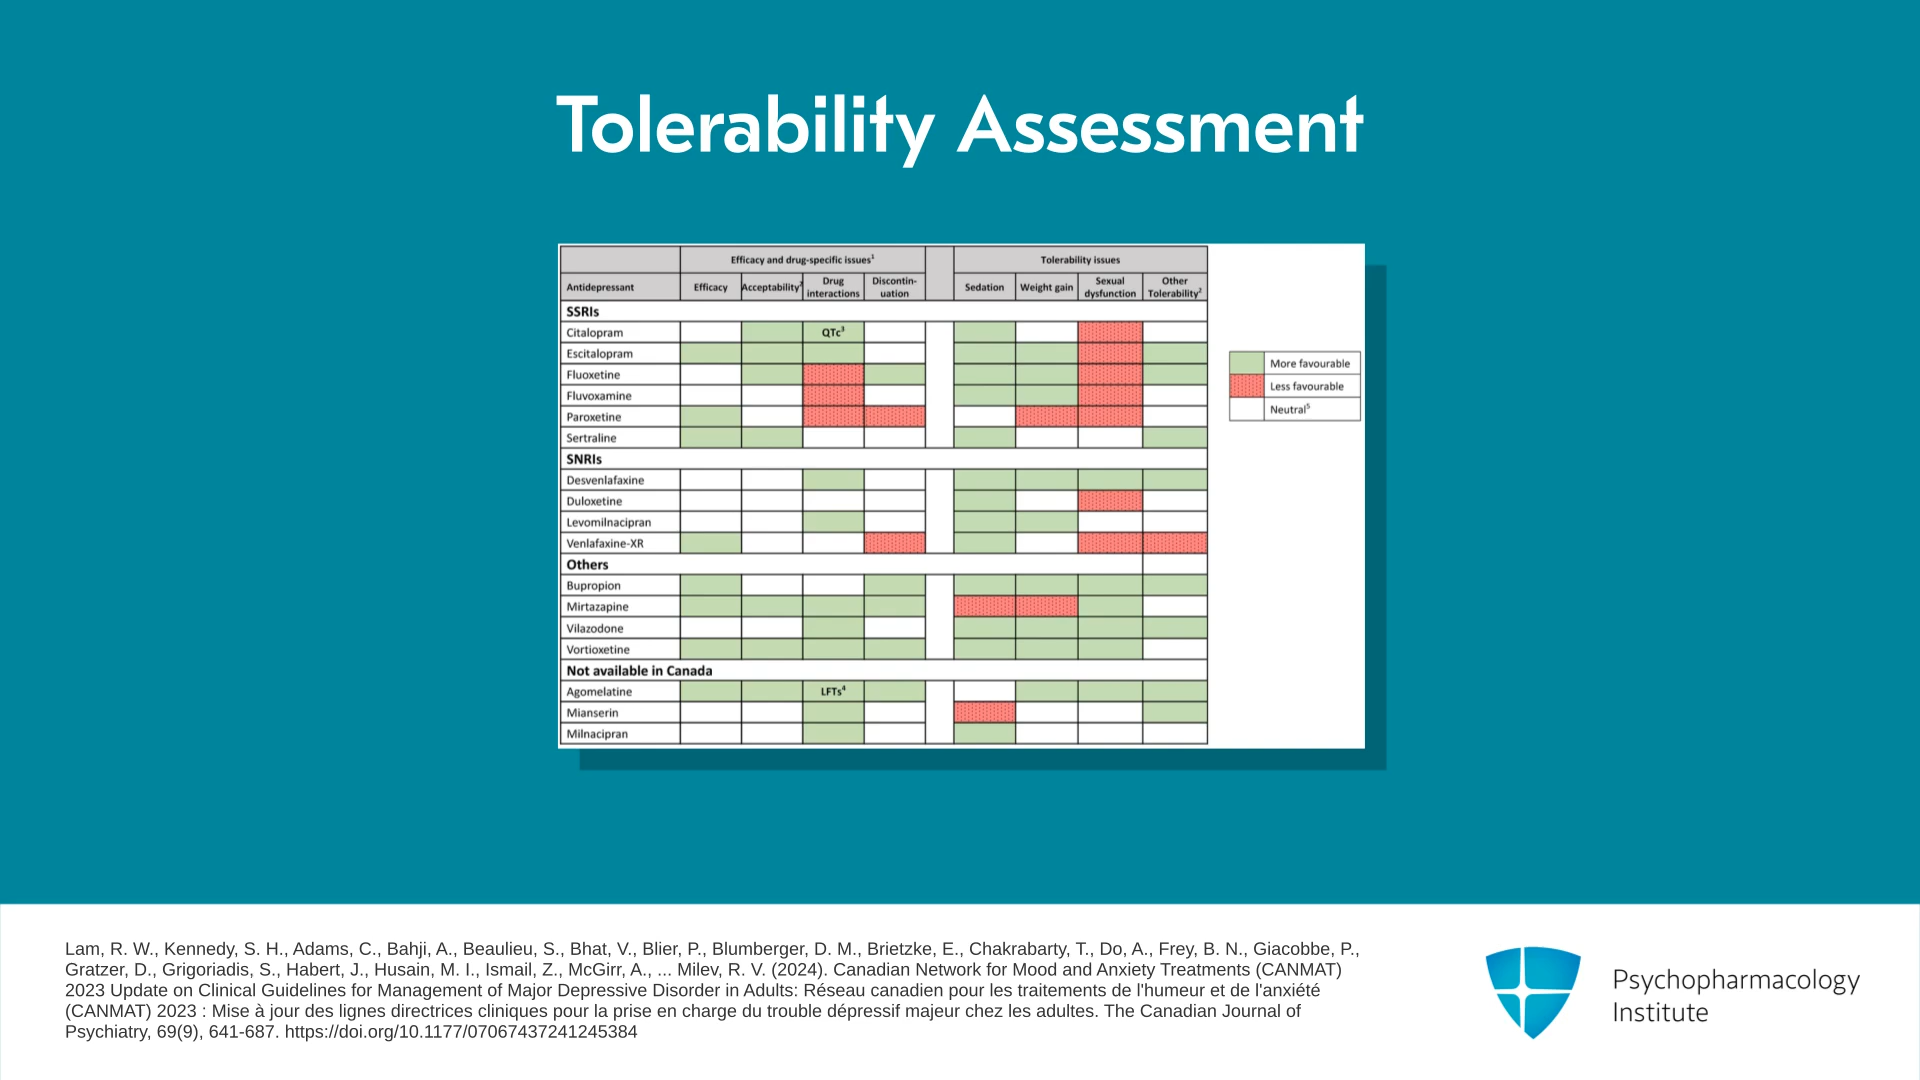 Tolerability Assessment
Efficacy and drug-specific issues¹ Tolerability issues
Antidepressant Efficacy Acceptability² Drug interactions Discontin-uation Sedation Weight gain Sexual dysfunction Other Tolerability²
SSRIs
Citalopram QTc³
Escitalopram
Fluoxetine
Fluvoxamine
Paroxetine
Sertraline
SNRIs
Desvenlafaxine
Duloxetine
Levomilnacipran
Venlafaxine-XR
Others
Bupropion
Mirtazapine
Vilazodone
Vortioxetine
Not available in Canada
Agomelatine LFTs⁴
Mianserin
Milnacipran
More favourable
Less favourable
Neutral⁵
Lam, R. W., Kennedy, S. H., Adams, C., Bahji, A., Beaulieu, S., Bhat, V., Blier, P., Blumberger, D. M., Brietzke, E., Chakrabarty, T., Do, A., Frey, B. N., Giacobbe, P.,
Gratzer, D., Grigoriadis, S., Habert, J., Husain, M. I., Ismail, Z., McGirr, A., ... Milev, R. V. (2024). Canadian Network for Mood and Anxiety Treatments (CANMAT)
2023 Update on Clinical Guidelines for Management of Major Depressive Disorder in Adults: Réseau canadien pour les traitements de l'humeur et de l'anxiété
(CANMAT) 2023 : Mise à jour des lignes directrices cliniques pour la prise en charge du trouble dépressif majeur chez les adultes. The Canadian Journal of
Psychiatry, 69(9), 641-687. https://doi.org/10.1177/07067437241245384
Psychopharmacology
Institute